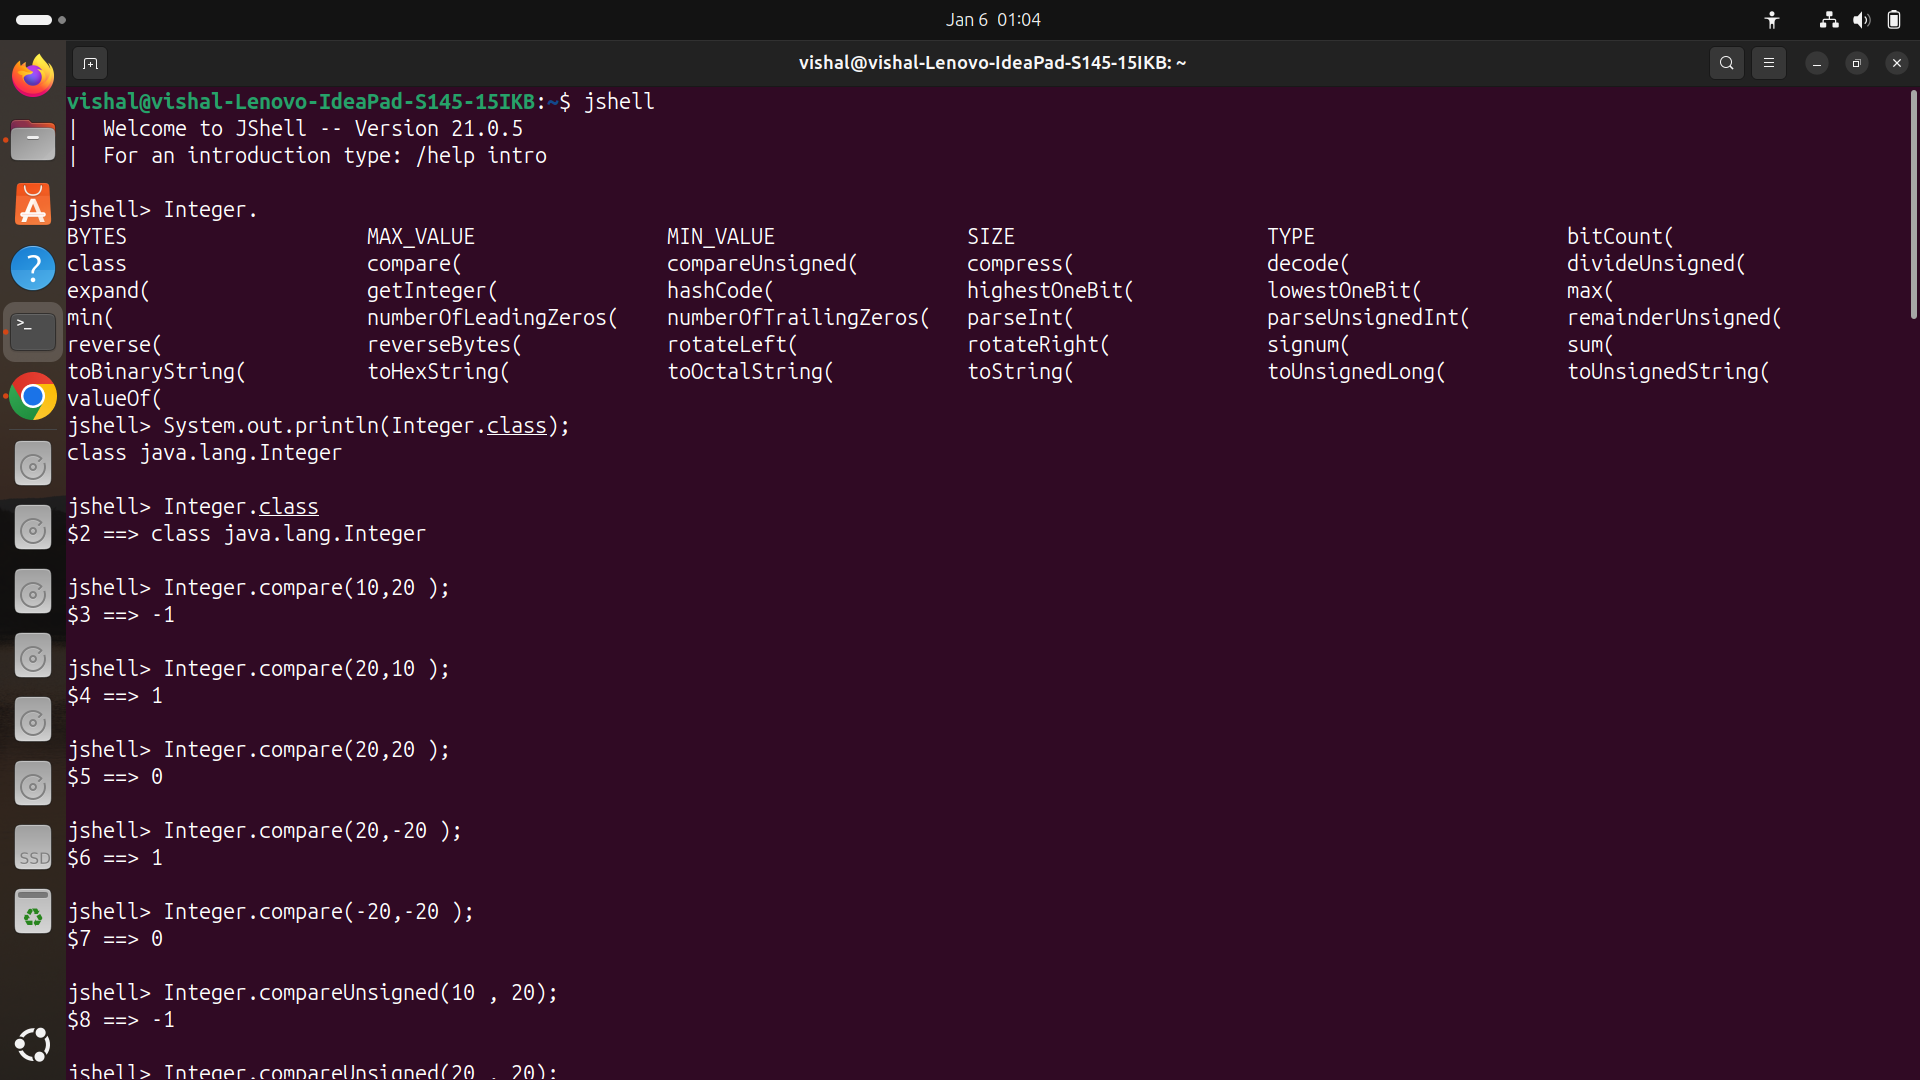 Jan 6 01:04
vishal@vishal-Lenovo-IdeaPad-S145-15IKB: ~
vishal@vishal-Lenovo-IdeaPad-S145-15IKB:~$ jshell
|  Welcome to JShell -- Version 21.0.5
|  For an introduction type: /help intro
jshell> Integer.
BYTES MAX_VALUE MIN_VALUE SIZE TYPE bitCount(
class compare( compareUnsigned( compress( decode( divideUnsigned(
expand( getInteger( hashCode( highestOneBit( lowestOneBit( max(
min( numberOfLeadingZeros( numberOfTrailingZeros( parseInt( parseUnsignedInt( remainderUnsigned(
reverse( reverseBytes( rotateLeft( rotateRight( signum( sum(
toBinaryString( toHexString( toOctalString( toString( toUnsignedLong( toUnsignedString(
valueOf(
jshell> System.out.println(Integer.class);
class java.lang.Integer
jshell> Integer.class
$2 ==> class java.lang.Integer
jshell> Integer.compare(10,20 );
$3 ==> -1
jshell> Integer.compare(20,10 );
$4 ==> 1
jshell> Integer.compare(20,20 );
$5 ==> 0
jshell> Integer.compare(20,-20 );
$6 ==> 1
jshell> Integer.compare(-20,-20 );
$7 ==> 0
jshell> Integer.compareUnsigned(10 , 20);
$8 ==> -1
jshell> Integer.compareUnsigned(20 , 20);
SSD